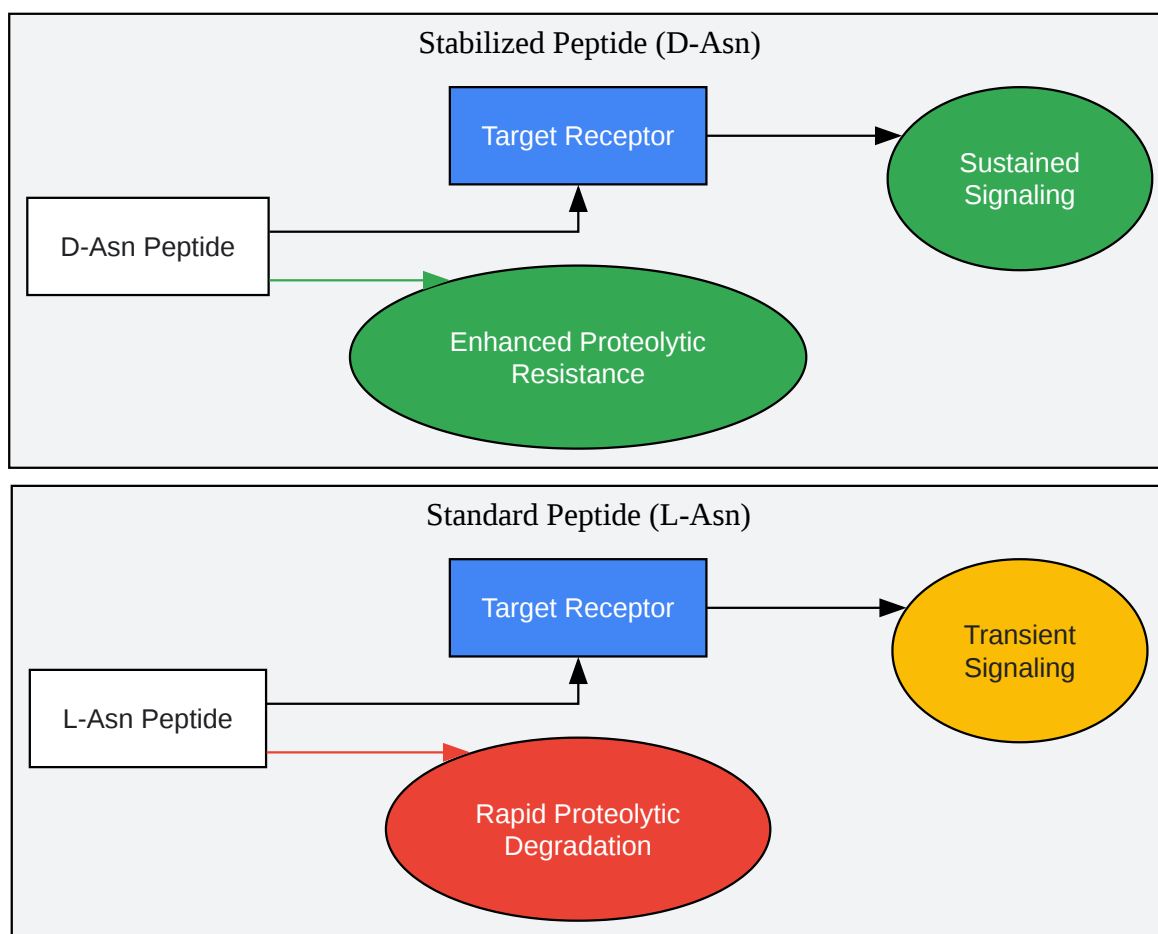 Stabilized Peptide (D-Asn)
Target Receptor
Sustained
Signaling
D-Asn Peptide
Enhanced Proteolytic
Resistance
Standard Peptide (L-Asn)
Target Receptor
Transient
Signaling
L-Asn Peptide
Rapid Proteolytic
Degradation